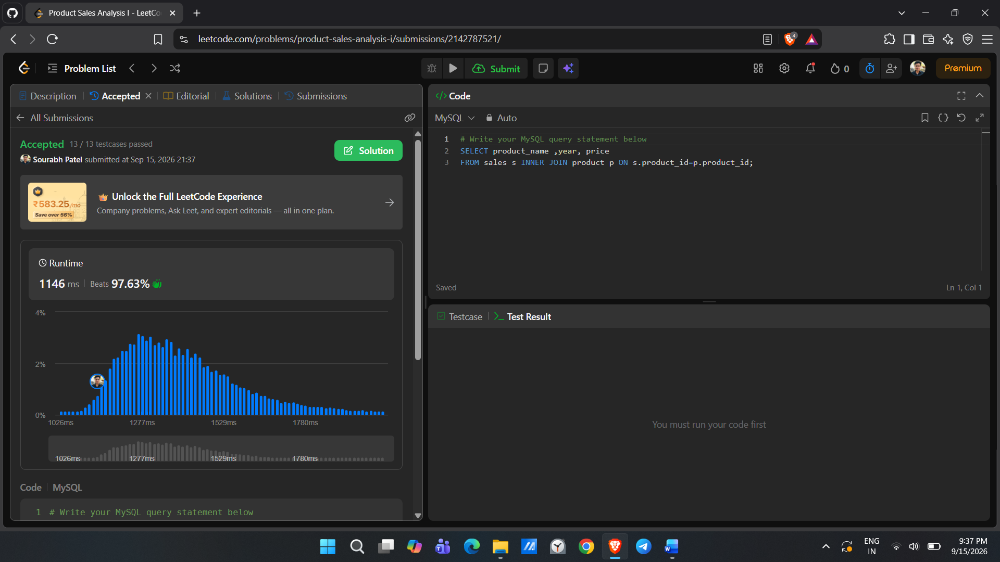 Product Sales Analysis I - LeetCo
leetcode.com/problems/product-sales-analysis-i/submissions/2142787521/
4
Problem List
Submit
0
Premium
Description
Accepted
Editorial
Solutions
Submissions
All Submissions
Accepted 13 / 13 testcases passed
Sourabh Patel submitted at Sep 15, 2026 21:37
Solution
₹583.25/mo
Save over 56%
Unlock the Full LeetCode Experience
Company problems, Ask Leet, and expert editorials — all in one plan.
Runtime
1146 ms Beats 97.63%
4%
2%
0%
1026ms 1277ms 1529ms 1780ms
1026ms 1277ms 1529ms 1780ms
Code MySQL
1 # Write your MySQL query statement below
</> Code
MySQL Auto
1 # Write your MySQL query statement below
2 SELECT product_name ,year, price
3 FROM sales s INNER JOIN product p ON s.product_id=p.product_id;
Saved
Ln 1, Col 1
Testcase
>_ Test Result
You must run your code first
ENG
IN
9:37 PM
9/15/2026